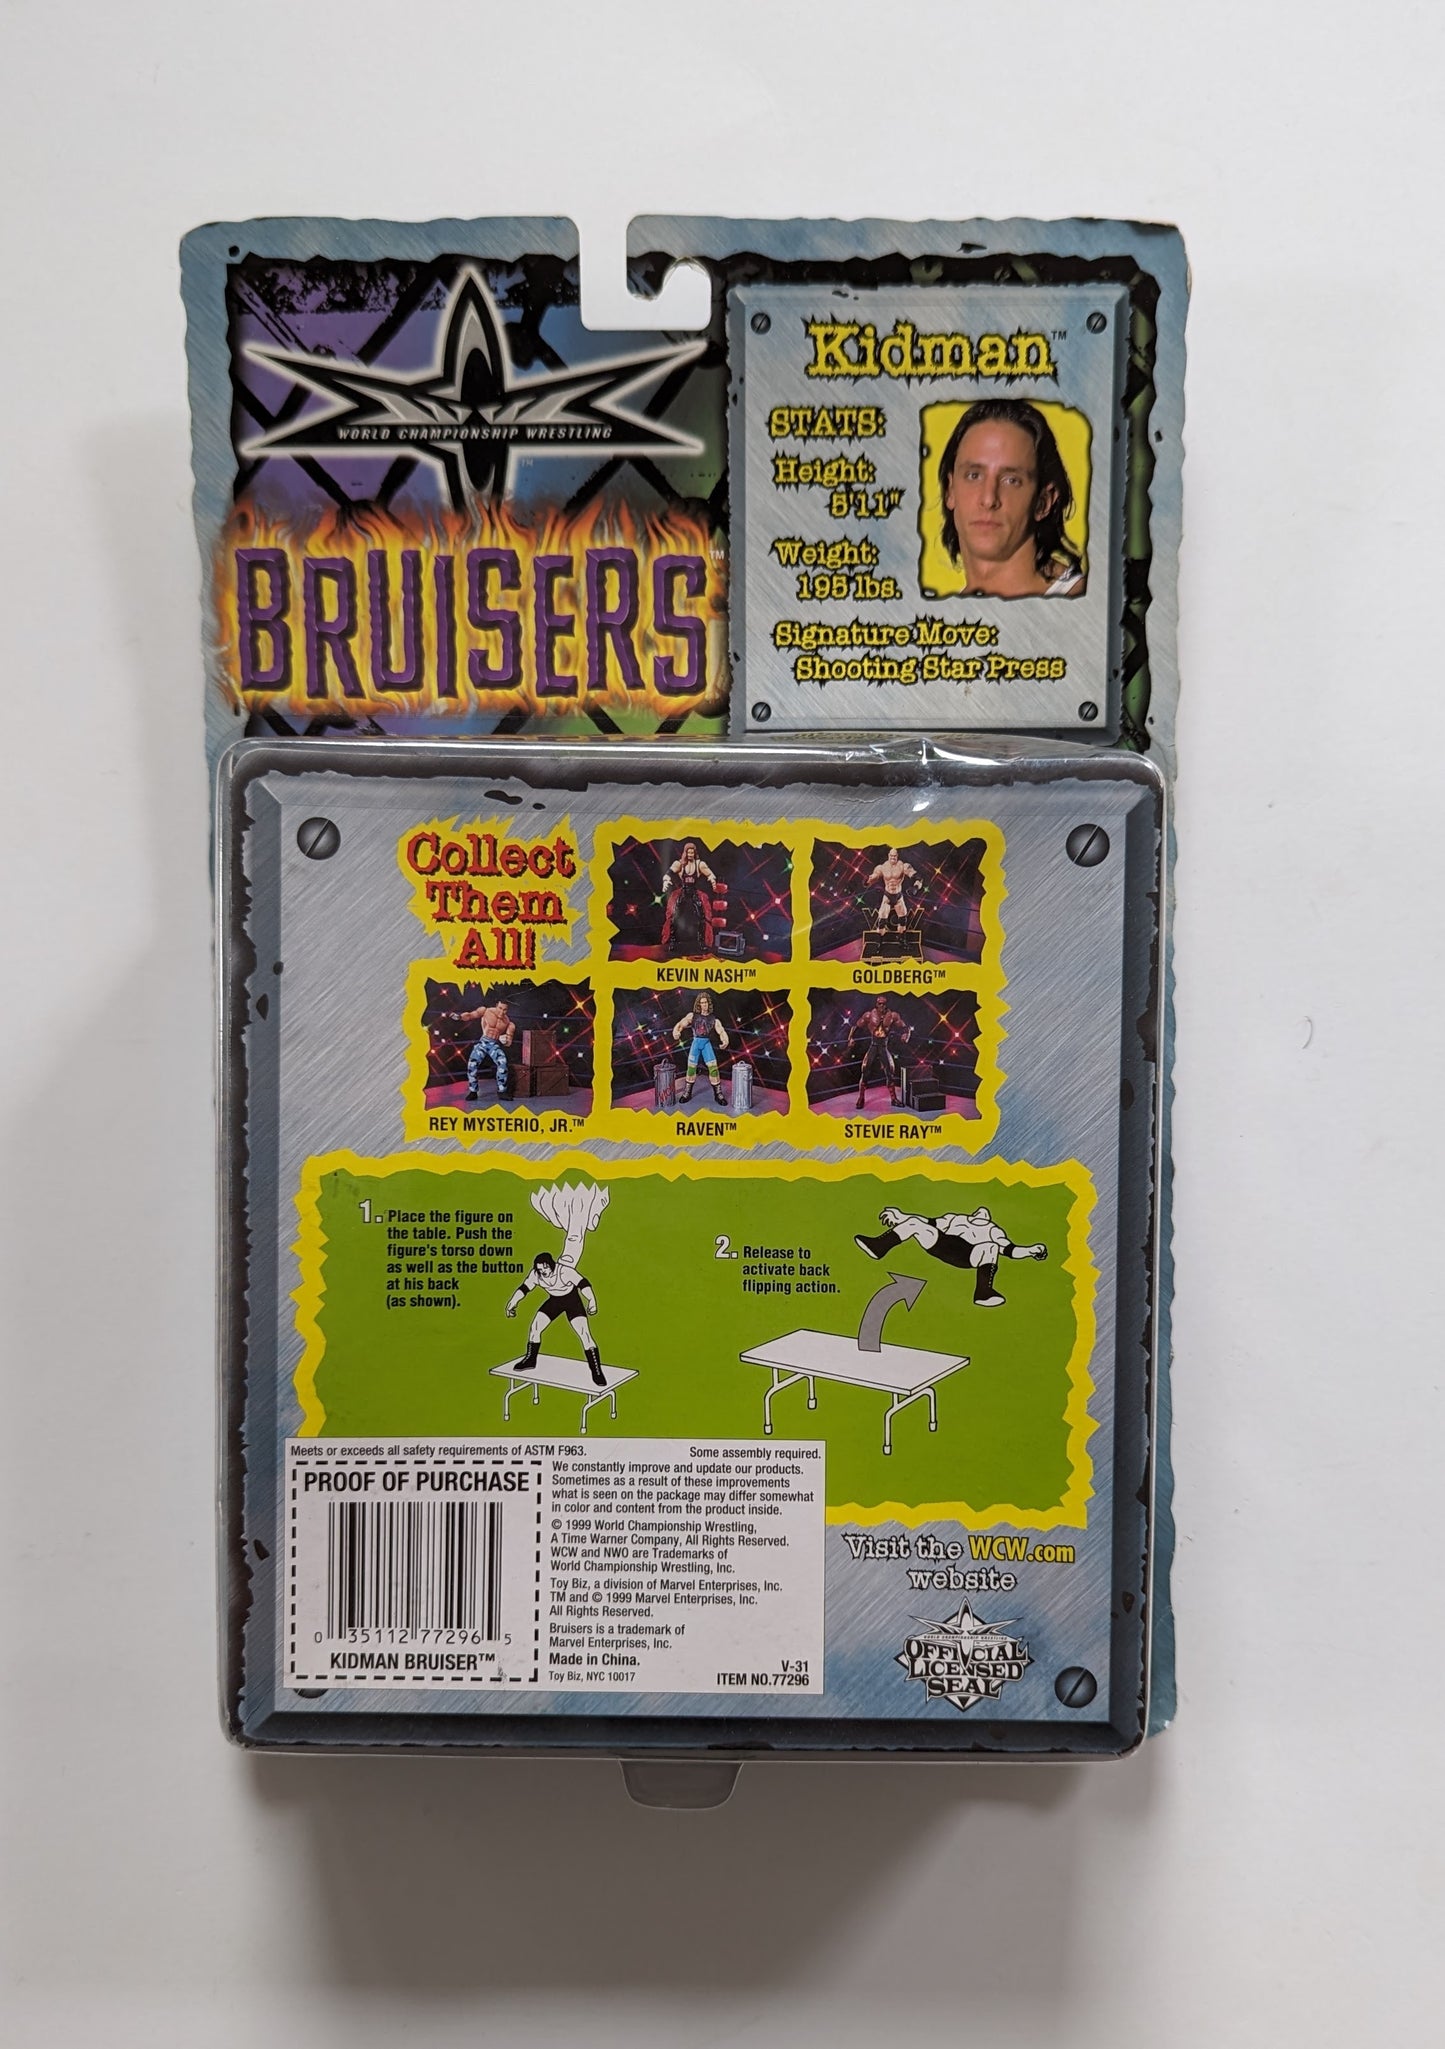 WORLD CHAMPIONSHIP WRESTLING
TM
BRUISERS™
Kidman™
STATS:
Height:
5'11"
Weight:
195 lbs.
Signature Move:
Shooting Star Press
Collect
Them
All!
KEVIN NASH™
GOLDBERG™
REY MYSTERIO, JR.™
RAVEN™
STEVIE RAY™
1. Place the figure on
the table. Push the
figure's torso down
as well as the button
at his back
(as shown).
2. Release to
activate back
flipping action.
Meets or exceeds all safety requirements of ASTM F963.
Some assembly required.
PROOF OF PURCHASE
0 35112 77296 5
KIDMAN BRUISER™
We constantly improve and update our products.
Sometimes as a result of these improvements
what is seen on the package may differ somewhat
in color and content from the product inside.
© 1999 World Championship Wrestling,
A Time Warner Company, All Rights Reserved.
WCW and NWO are Trademarks of
World Championship Wrestling, Inc.
Toy Biz, a division of Marvel Enterprises, Inc.
TM and © 1999 Marvel Enterprises, Inc.
All Rights Reserved.
Bruisers is a trademark of
Marvel Enterprises, Inc.
Made in China.
Toy Biz, NYC 10017
V-31
ITEM NO.77296
Visit the WCW.com
website
WORLD CHAMPIONSHIP WRESTLING
OFFICIAL
LICENSED
SEAL